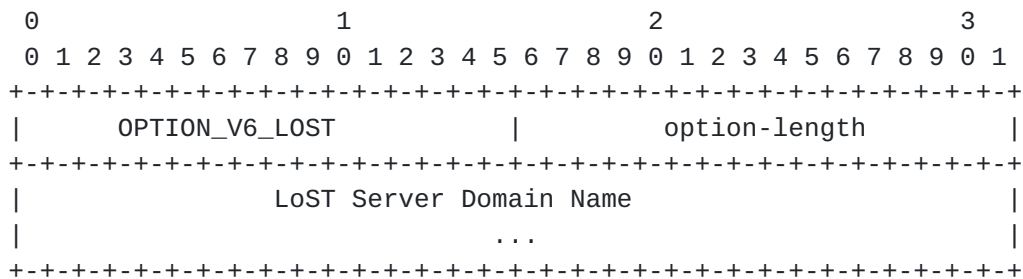 0                   1                   2                   3
 0 1 2 3 4 5 6 7 8 9 0 1 2 3 4 5 6 7 8 9 0 1 2 3 4 5 6 7 8 9 0 1
+-+-+-+-+-+-+-+-+-+-+-+-+-+-+-+-+-+-+-+-+-+-+-+-+-+-+-+-+-+-+-+-+
|      OPTION_V6_LOST           |         option-length         |
+-+-+-+-+-+-+-+-+-+-+-+-+-+-+-+-+-+-+-+-+-+-+-+-+-+-+-+-+-+-+-+-+
|                LoST Server Domain Name                        |
|                              ...                              |
+-+-+-+-+-+-+-+-+-+-+-+-+-+-+-+-+-+-+-+-+-+-+-+-+-+-+-+-+-+-+-+-+